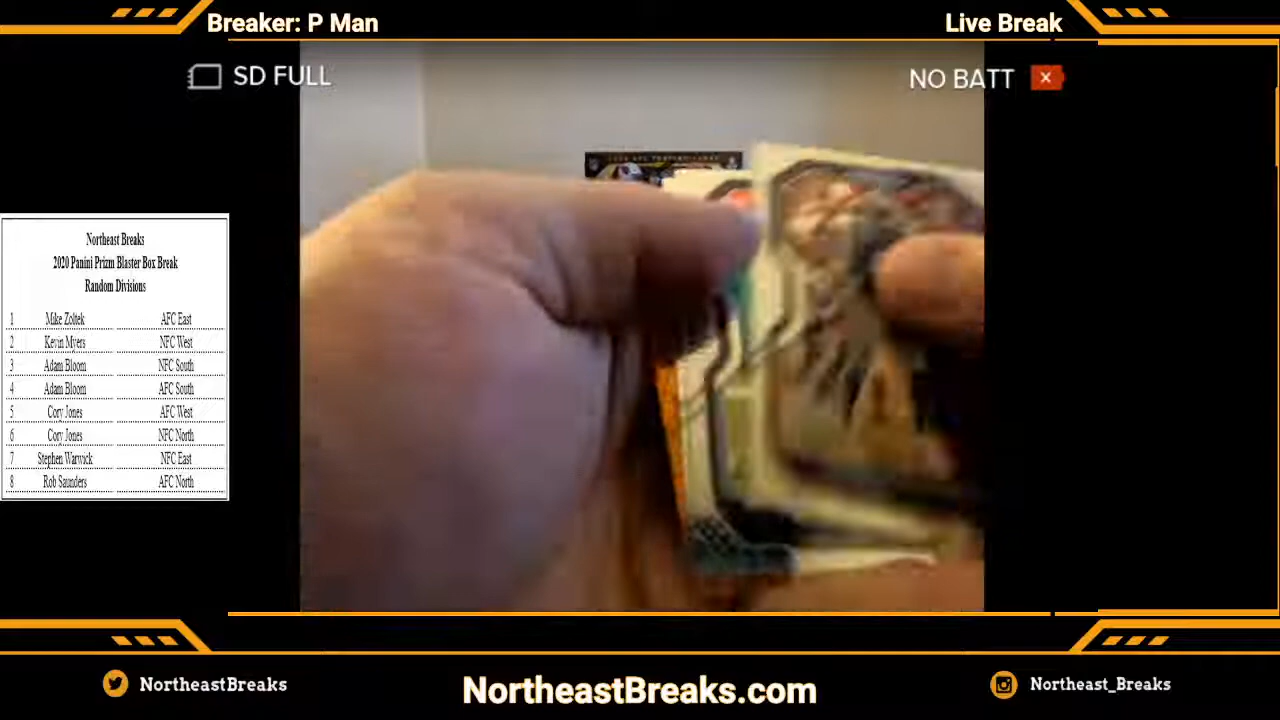 Breaker: P Man
Live Break
SD FULL
NO BATT
Northeast Breaks
2020 Panini Prizm Blaster Box Break
Random Divisions
1 Mike Zoltek AFC East
2 Kevin Myers NFC West
3 Adam Bloom NFC South
4 Adam Bloom AFC South
5 Cory Jones AFC West
6 Cory Jones NFC North
7 Stephen Warwick NFC East
8 Rob Saunders AFC North
NortheastBreaks
NortheastBreaks.com
Northeast_Breaks